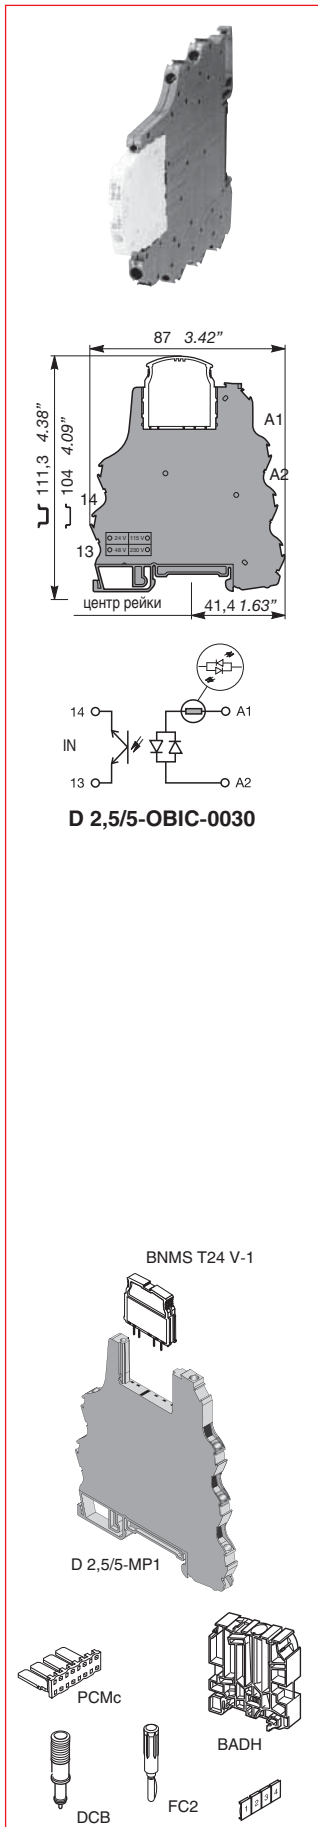 87 3.42”
111,3 4.38”
104 4.09”
A1
A2
14
13
24 V 115 V
48 V 230 V
центр рейки
41,4 1.63”
14
A1
IN
13
A2
D 2,5/5-OBIC-0030
BNMS T24 V-1
D 2,5/5-MP1
PCMc
BADH
DCB
FC2
1 2 3 4